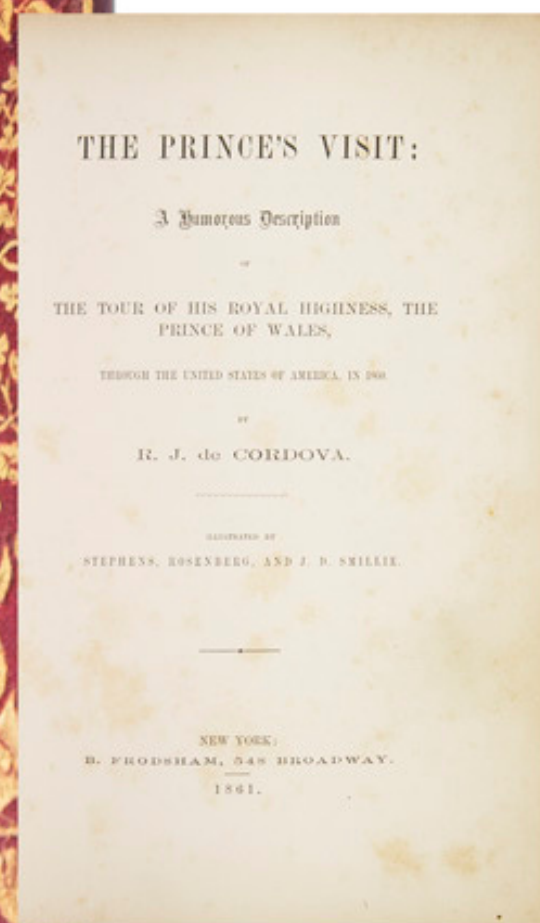 THE PRINCE'S VISIT:
A Humorous Description
OF
THE TOUR OF HIS ROYAL HIGHNESS, THE
PRINCE OF WALES,
THROUGH THE UNITED STATES OF AMERICA, IN 1860.
BY
R. J. de CORDOVA.
ILLUSTRATED BY
STEPHENS, ROSENBERG, AND J. D. SMILLIE.
NEW YORK:
B. FRODSHAM, 548 BROADWAY.
1861.